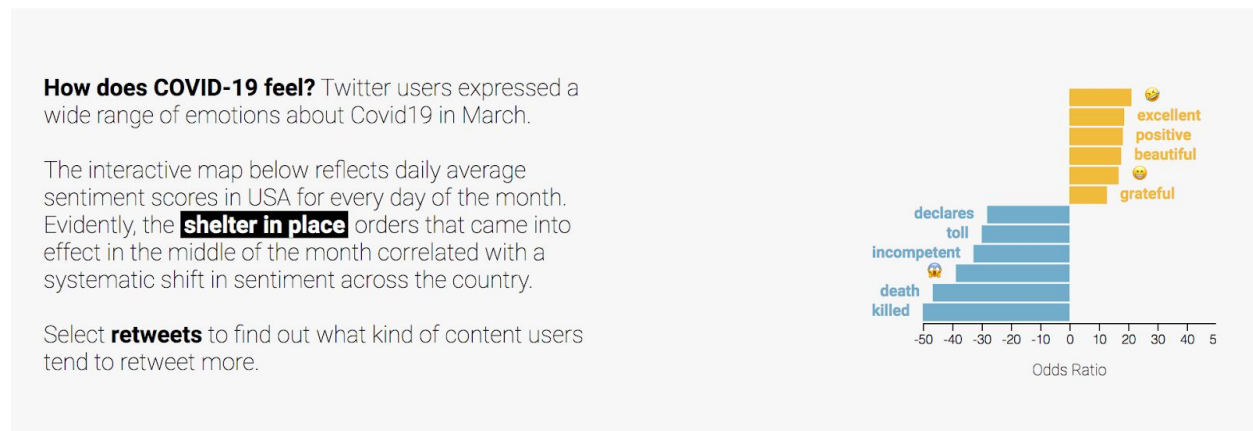 How does COVID-19 feel? Twitter users expressed a
wide range of emotions about Covid19 in March.
The interactive map below reflects daily average
sentiment scores in USA for every day of the month.
Evidently, the shelter in place orders that came into
effect in the middle of the month correlated with a
systematic shift in sentiment across the country.
Select retweets to find out what kind of content users
tend to retweet more.
🤣
excellent
positive
beautiful
😁
grateful
declares
toll
incompetent
😱
death
killed
-50 -40 -30 -20 -10 0 10 20 30 40 5
Odds Ratio